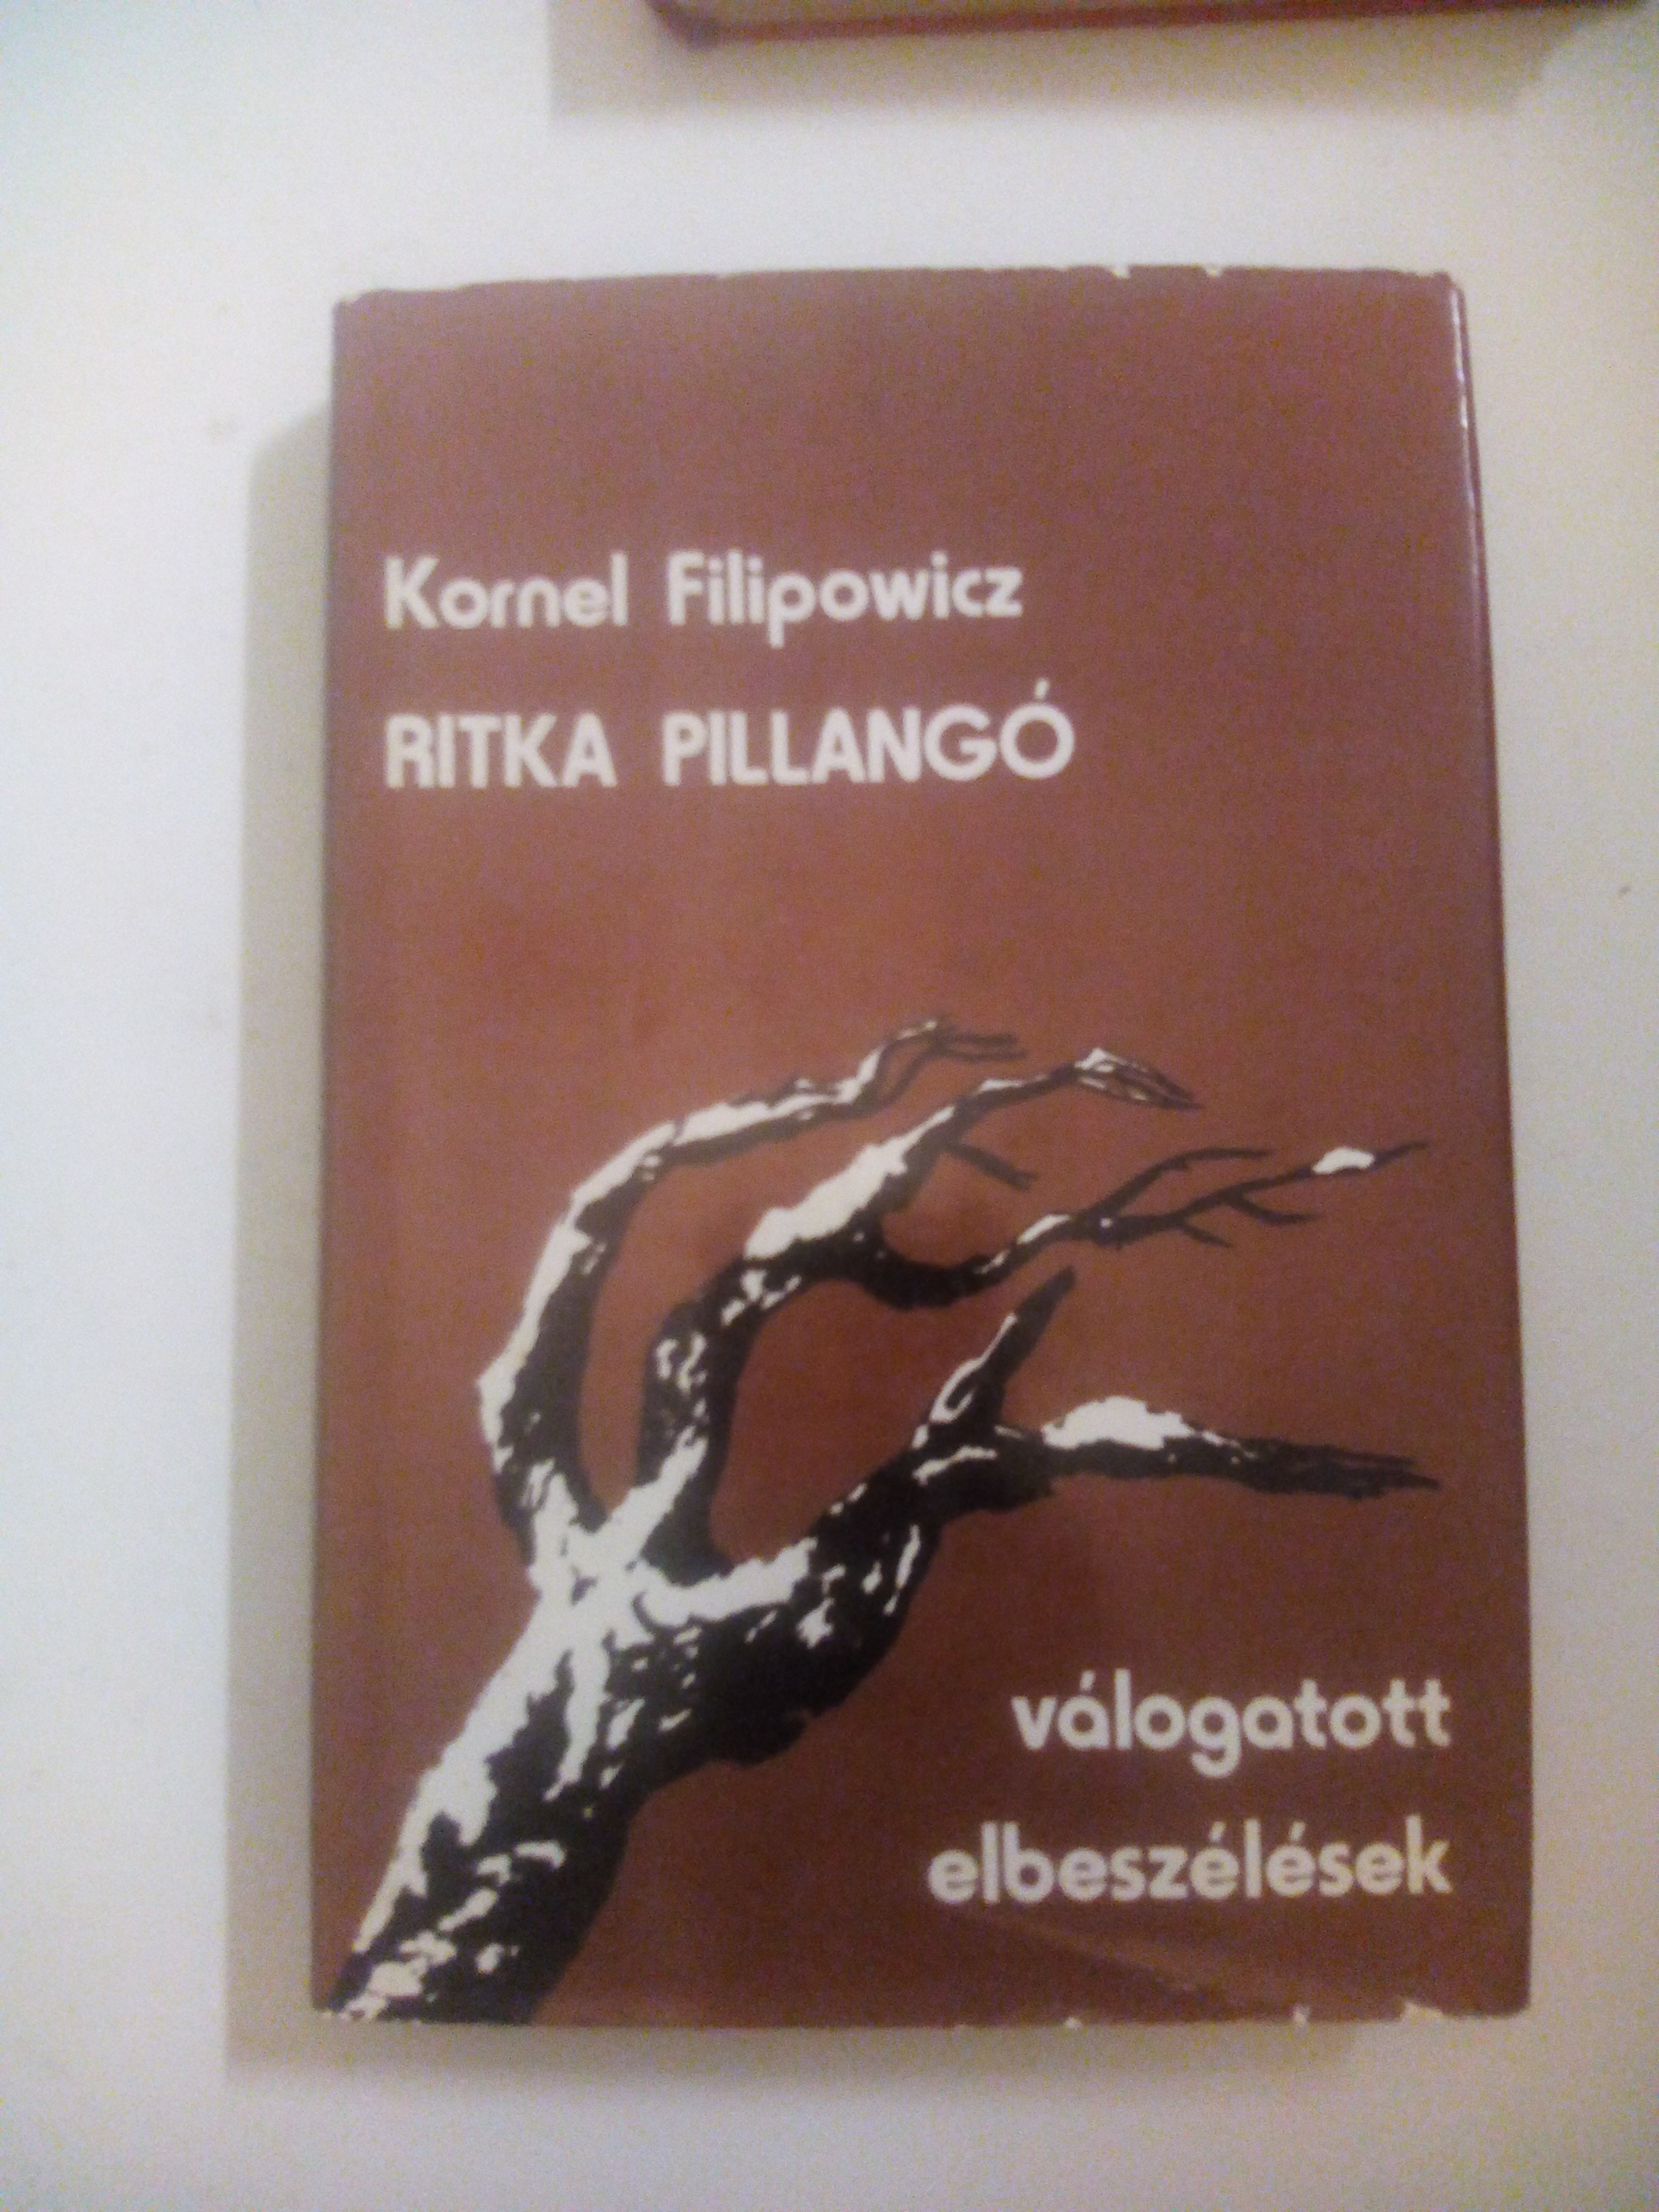 Kornel Filipowicz
RITKA PILLANGÓ
válogatott
elbeszélések